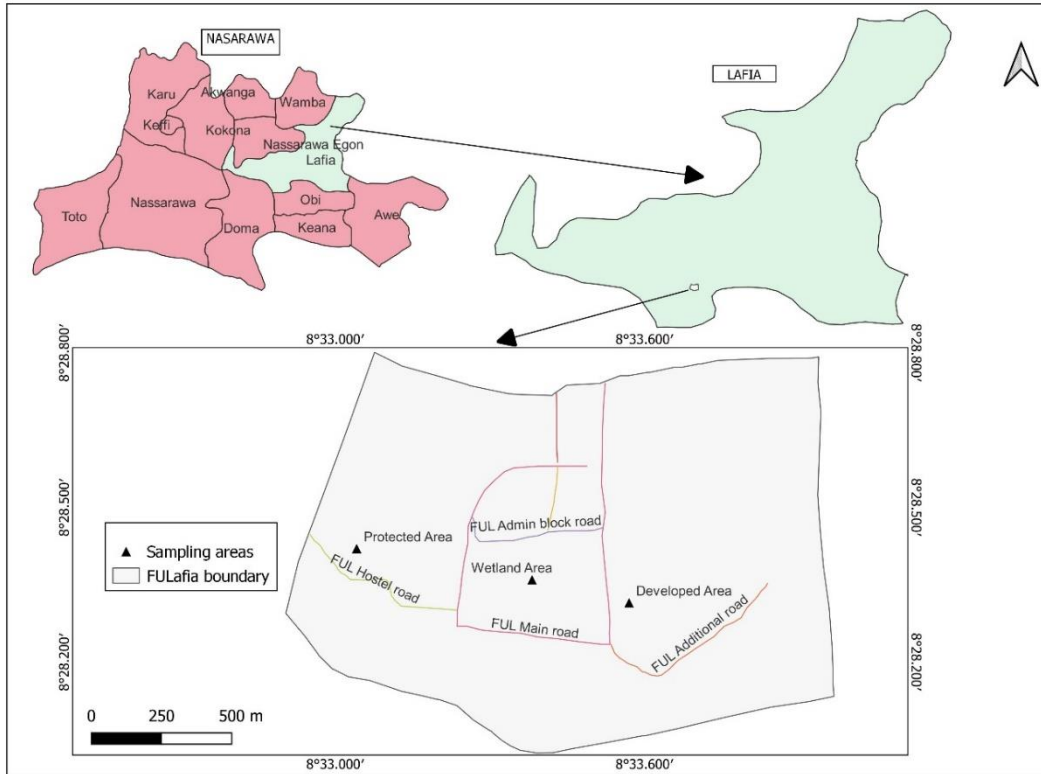 NASARAWA
LAFIA
Karu
Akwanga
Wamba
Keffi
Kokona
Nassarawa Egon
Lafia
Toto
Nassarawa
Doma
Obi
Keana
Awe
8°33.000'
8°33.600'
8°28.800'
8°28.800'
8°28.500'
8°28.500'
8°28.200'
8°28.200'
FUL Admin block road
Protected Area
Wetland Area
FUL Hostel road
Developed Area
FUL Main road
FUL Additional road
Sampling areas
FULafia boundary
0 250 500 m
8°33.000'
8°33.600'